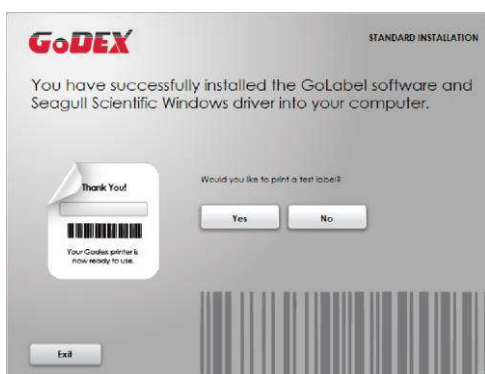 GoDEX
STANDARD INSTALLATION
You have successfully installed the GoLabel software and
Seagull Scientific Windows driver into your computer.
Thank You!
Your Godex printer is
now ready to use.
Would you like to print a test label?
Yes
No
Exit